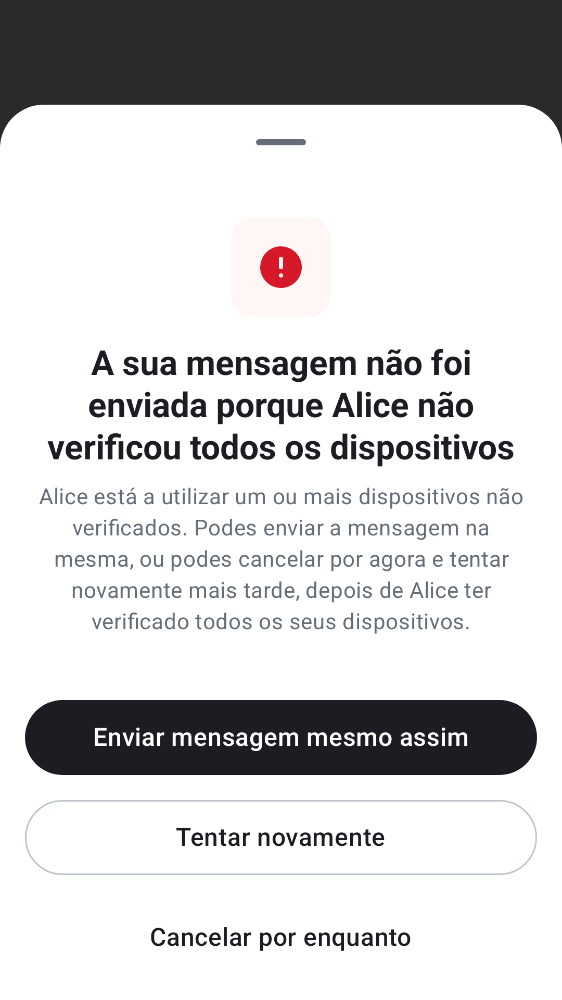 A sua mensagem não foi
enviada porque Alice não
verificou todos os dispositivos
Alice está a utilizar um ou mais dispositivos não
verificados. Podes enviar a mensagem na
mesma, ou podes cancelar por agora e tentar
novamente mais tarde, depois de Alice ter
verificado todos os seus dispositivos.
Enviar mensagem mesmo assim
Tentar novamente
Cancelar por enquanto